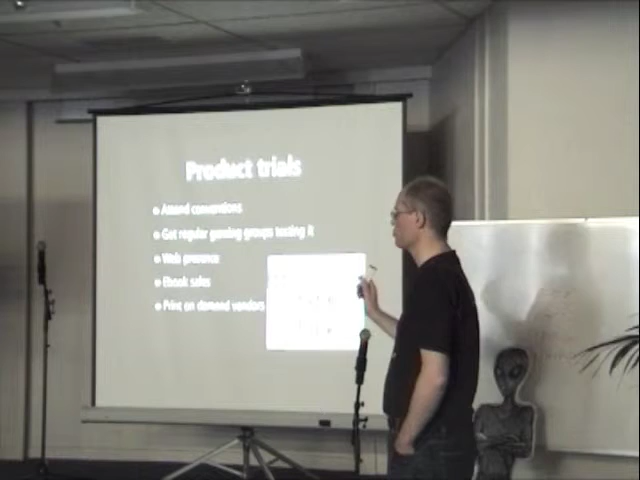 Product trials
Attend conventions
Get regular gaming groups testing it
Web presence
Ebook sales
Print on demand vendors